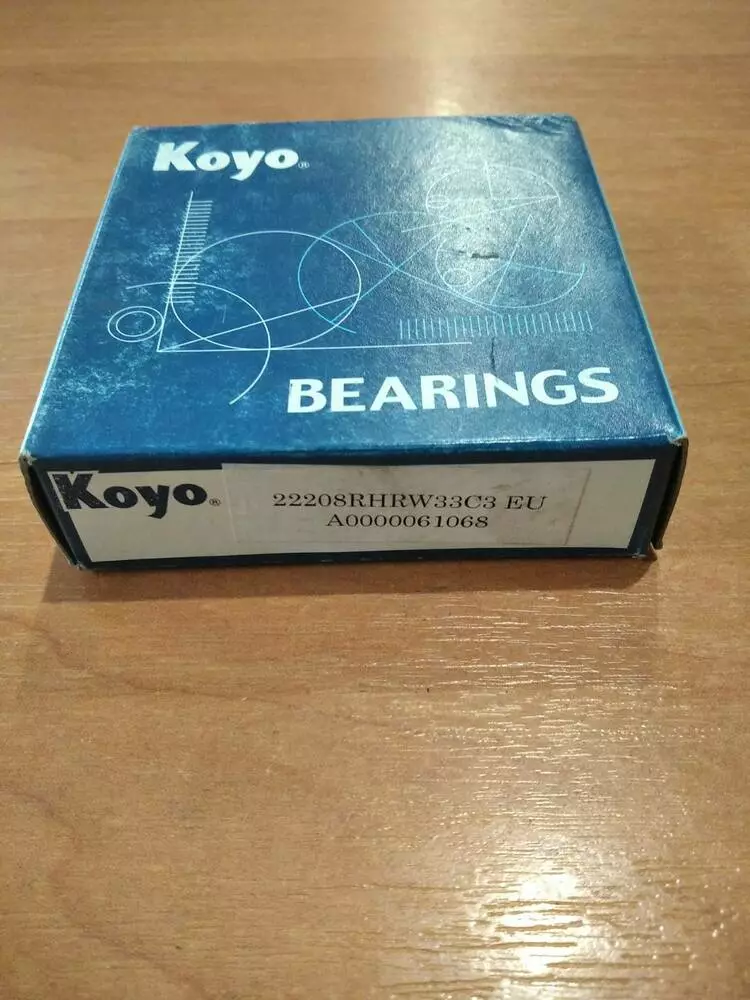 Koyo®
BEARINGS
Koyo®
22208RHRW33C3 EU
A0000061068